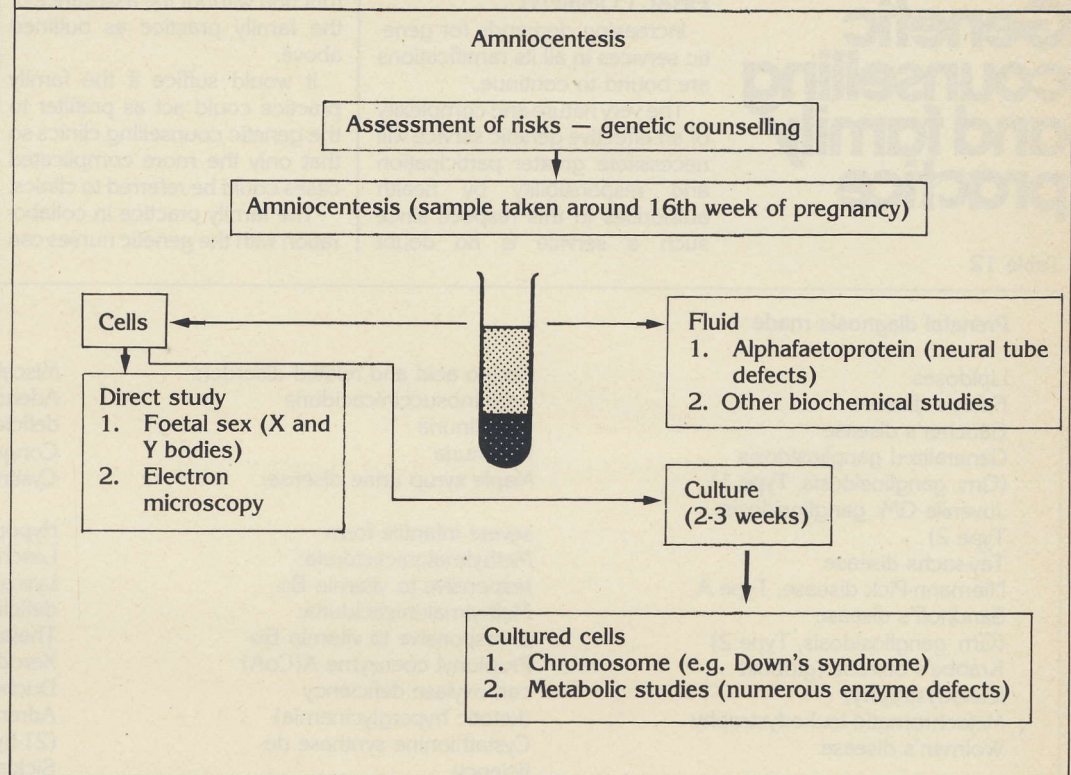 Amniocentesis
Assessment of risks — genetic counselling
Amniocentesis (sample taken around 16th week of pregnancy)
Cells
Fluid
1. Alphafaetoprotein (neural tube
defects)
2. Other biochemical studies
Direct study
1. Foetal sex (X and
Y bodies)
2. Electron
microscopy
Culture
(2-3 weeks)
Cultured cells
1. Chromosome (e.g. Down's syndrome)
2. Metabolic studies (numerous enzyme defects)